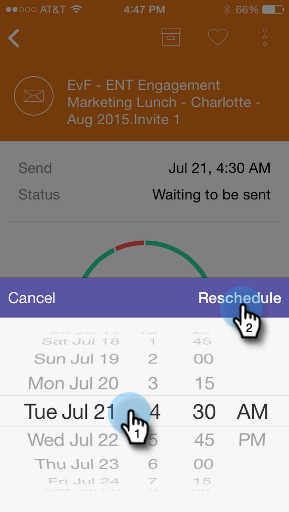 AT&T 4:47 PM 66%
EvF - ENT Engagement
Marketing Lunch - Charlotte -
Aug 2015.Invite 1
Send Jul 21, 4:30 AM
Status Waiting to be sent
Cancel Reschedule
2
Sat Jul 18 1 45
Sun Jul 19 2 00
Mon Jul 20 3 15
Tue Jul 21 4 30 AM
1
Wed Jul 22 5 45 PM
Thu Jul 23 6 00
Fri Jul 24 7 15